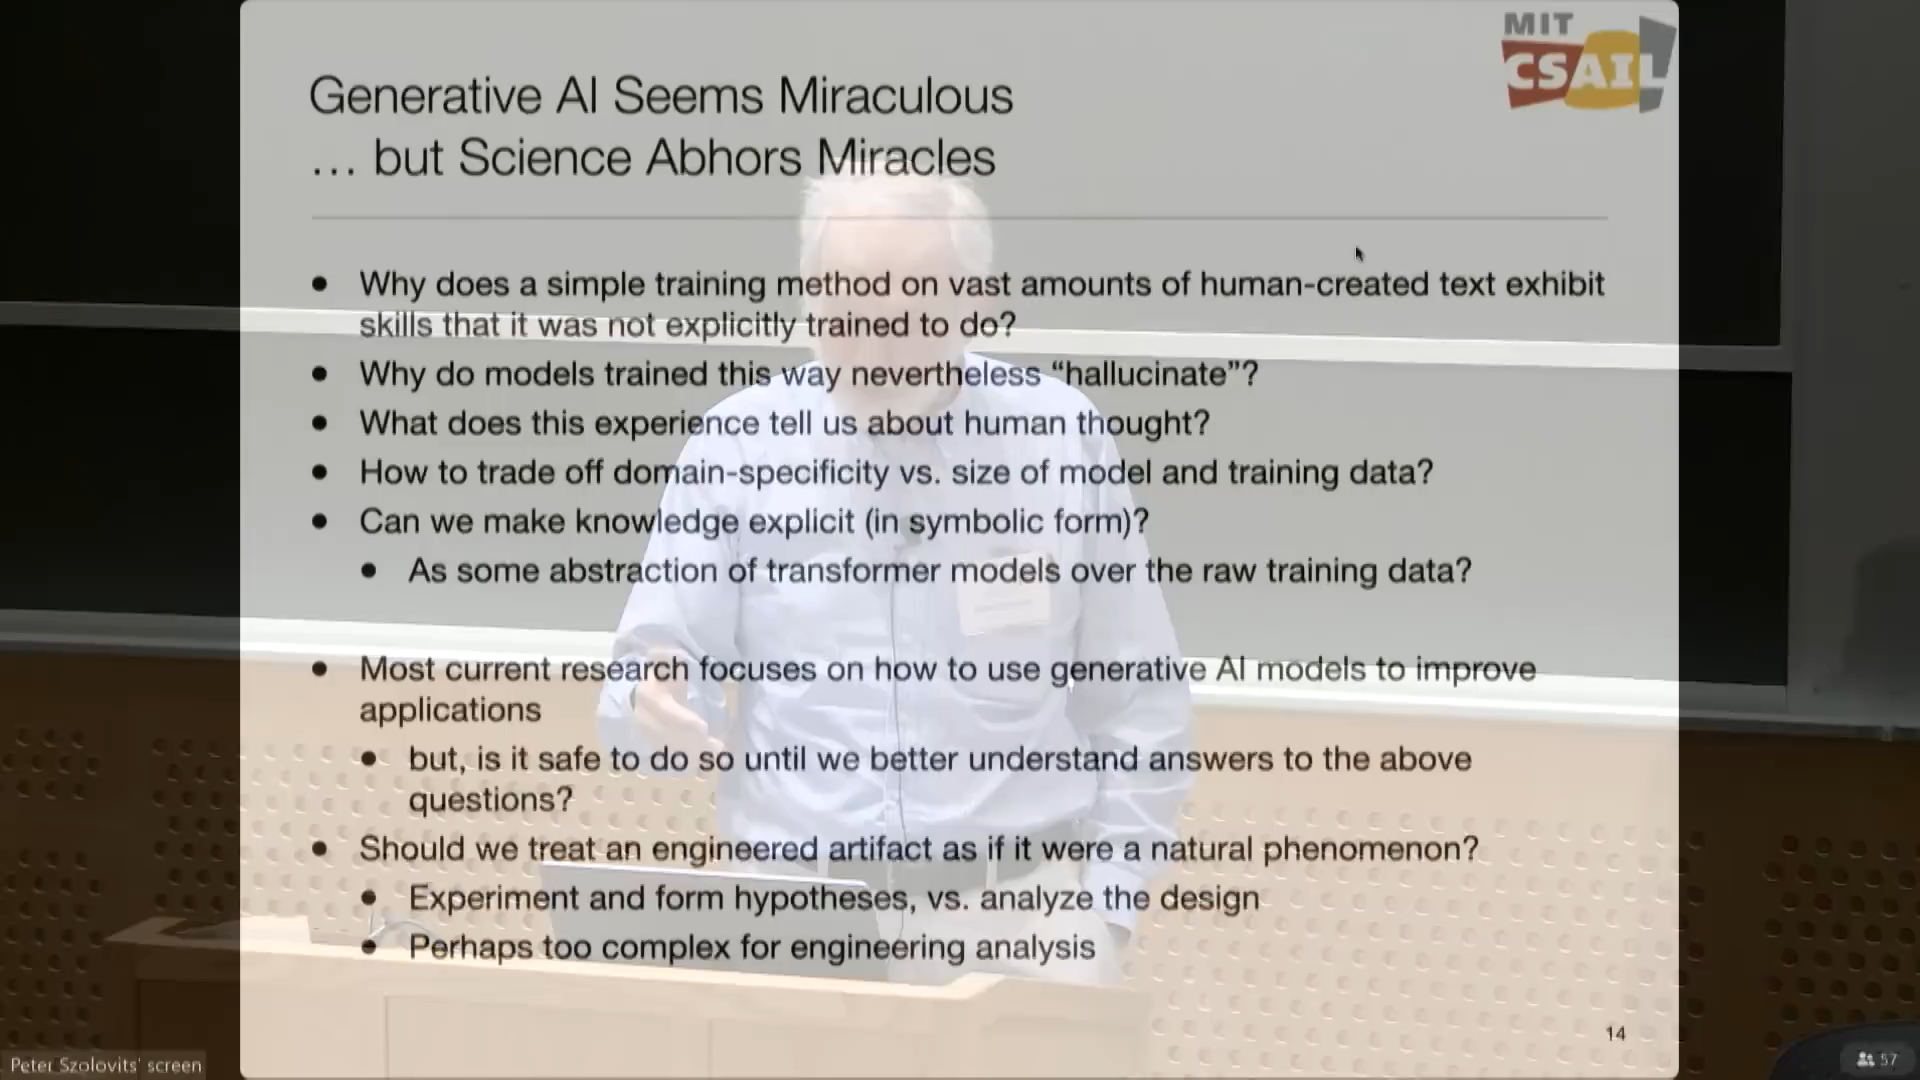 MIT
CSAIL
Generative AI Seems Miraculous
… but Science Abhors Miracles
• Why does a simple training method on vast amounts of human-created text exhibit
skills that it was not explicitly trained to do?
• Why do models trained this way nevertheless “hallucinate”?
• What does this experience tell us about human thought?
• How to trade off domain-specificity vs. size of model and training data?
• Can we make knowledge explicit (in symbolic form)?
• As some abstraction of transformer models over the raw training data?
• Most current research focuses on how to use generative AI models to improve
applications
• but, is it safe to do so until we better understand answers to the above
questions?
• Should we treat an engineered artifact as if it were a natural phenomenon?
• Experiment and form hypotheses, vs. analyze the design
• Perhaps too complex for engineering analysis
14
Peter Szolovits' screen
57